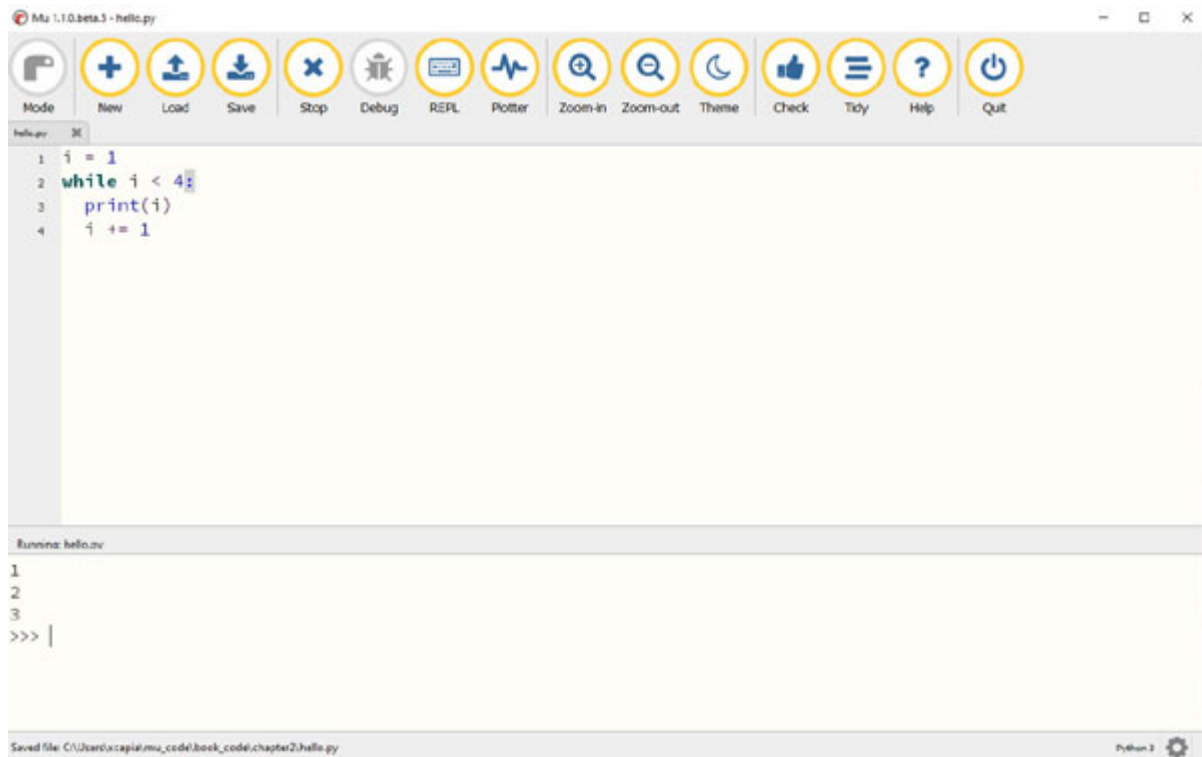 Mu 1.1.0.beta.5 - hello.py
Mode New Load Save Stop Debug REPL Plotter Zoom-in Zoom-out Theme Check Tidy Help Quit
hello.py
1 i = 1
2 while i < 4:
3 print(i)
4 i += 1
Running: hello.py
1
2
3
>>>
Saved file: C:\Users\xcapia\mu_code\book_code\chapter2\hello.py
Python 3